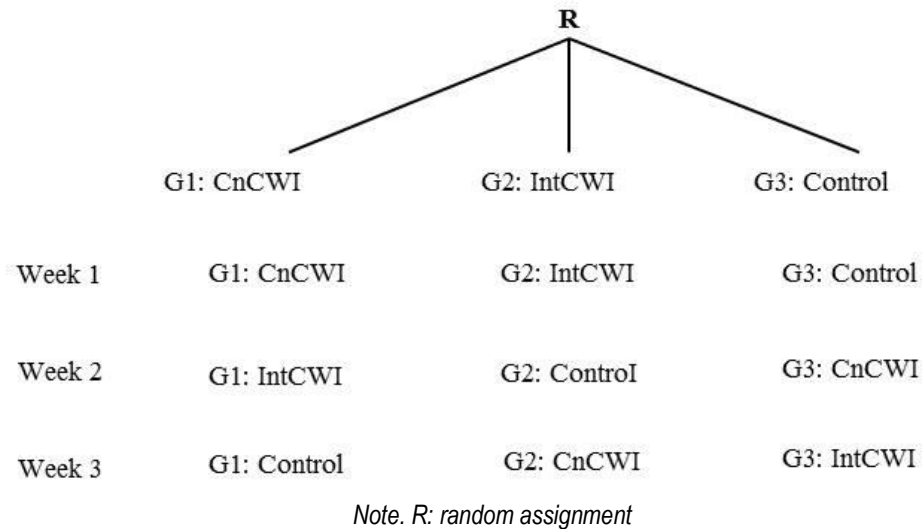 R
G1: CnCWI G2: IntCWI G3: Control
Week 1 G1: CnCWI G2: IntCWI G3: Control
Week 2 G1: IntCWI G2: ControI G3: CnCWI
Week 3 G1: Control G2: CnCWI G3: IntCWI
Note. R: random assignment